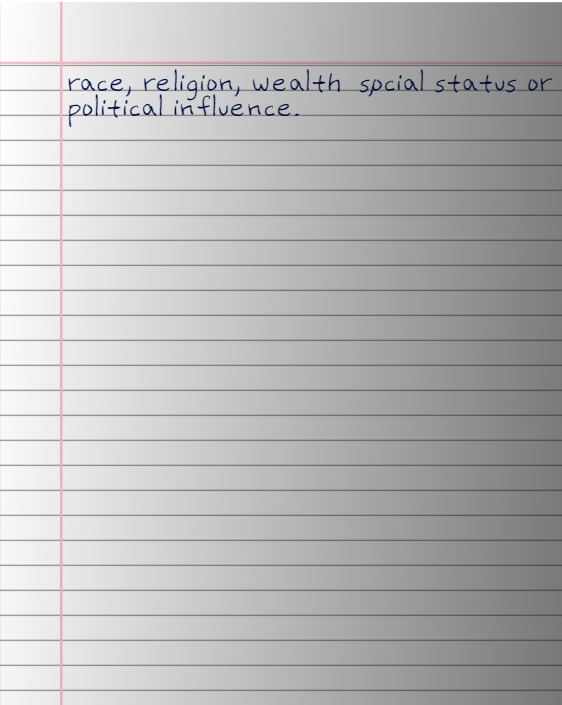 race, religion, wealth spcial status or
political influence.